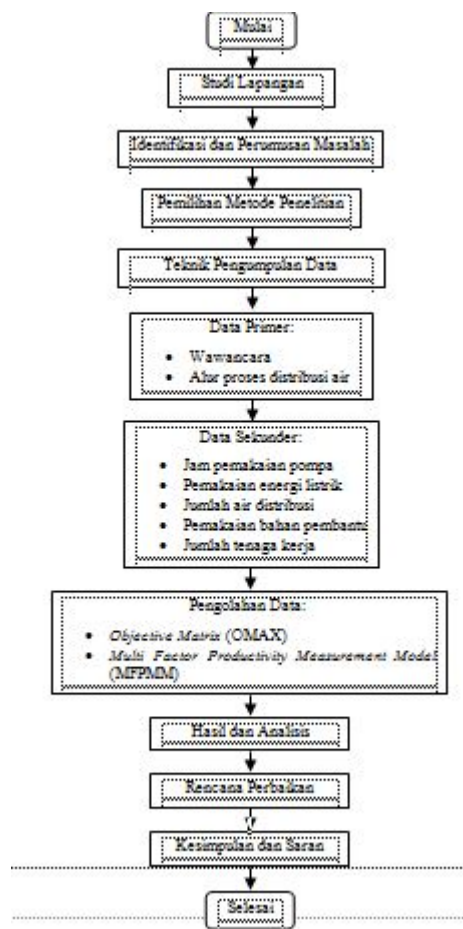 Mulai
Studi Lapangan
Identifikasi dan Perumusan Masalah
Pemilihan Metode Penelitian
Teknik Pengumpulan Data
Data Primer:
• Wawancara
• Alur proses distribusi air
Data Sekunder:
• Jam pemakaian pompa
• Pemakaian energi listrik
• Jumlah air distribusi
• Pemakaian bahan pembantu
• Jumlah tenaga kerja
Pengolahan Data:
• Objective Matrix (OMAX)
• Multi Factor Productivity Measurement Model
(MFPMM)
Hasil dan Analisis
Rencana Perbaikan
Kesimpulan dan Saran
Selesai